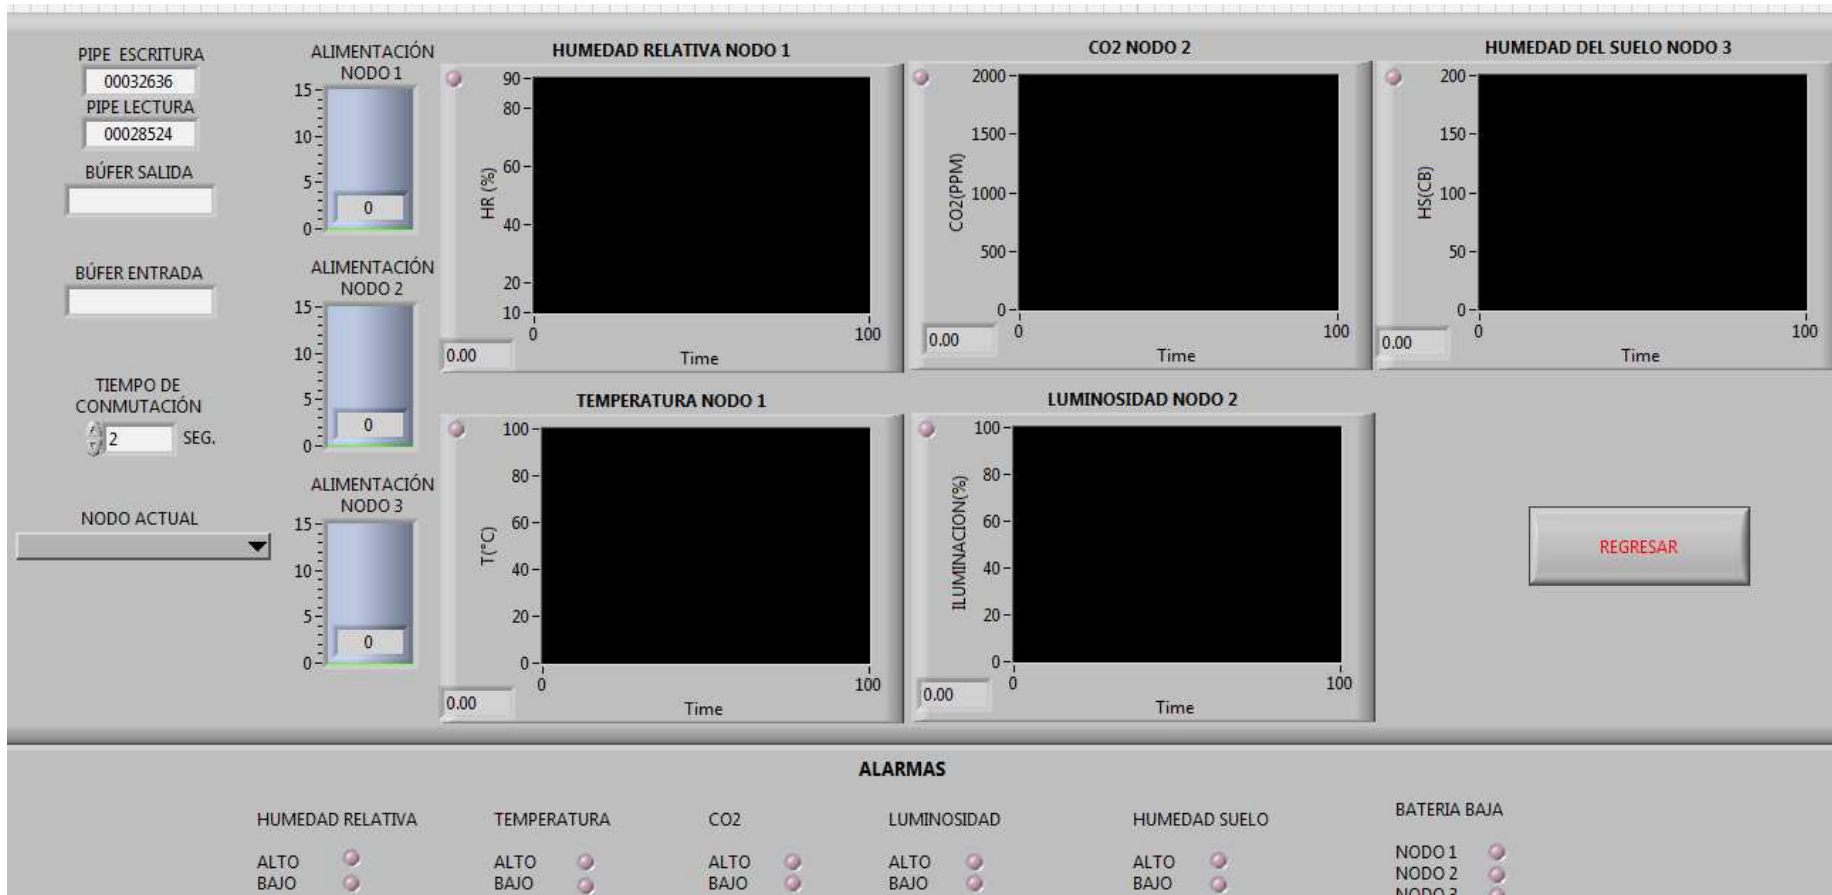 PIPE ESCRITURA
00032636
PIPE LECTURA
00028524
BÚFER SALIDA
BÚFER ENTRADA
TIEMPO DE
CONMUTACIÓN
2 SEG.
NODO ACTUAL
ALIMENTACIÓN
NODO 1
15
10
5
0
0
ALIMENTACIÓN
NODO 2
15
10
5
0
0
ALIMENTACIÓN
NODO 3
15
10
5
0
0
HUMEDAD RELATIVA NODO 1
90
80
60
40
20
10
HR (%)
0 100
Time
0.00
CO2 NODO 2
2000
1500
1000
500
0
CO2(PPM)
0 100
Time
0.00
HUMEDAD DEL SUELO NODO 3
200
150
100
50
0
HS(CB)
0 100
Time
0.00
TEMPERATURA NODO 1
100
80
60
40
20
0
T(°C)
0 100
Time
0.00
LUMINOSIDAD NODO 2
100
80
60
40
20
0
ILUMINACION(%)
0 100
Time
0.00
REGRESAR
ALARMAS
HUMEDAD RELATIVA
ALTO
BAJO
TEMPERATURA
ALTO
BAJO
CO2
ALTO
BAJO
LUMINOSIDAD
ALTO
BAJO
HUMEDAD SUELO
ALTO
BAJO
BATERIA BAJA
NODO 1
NODO 2
NODO 3